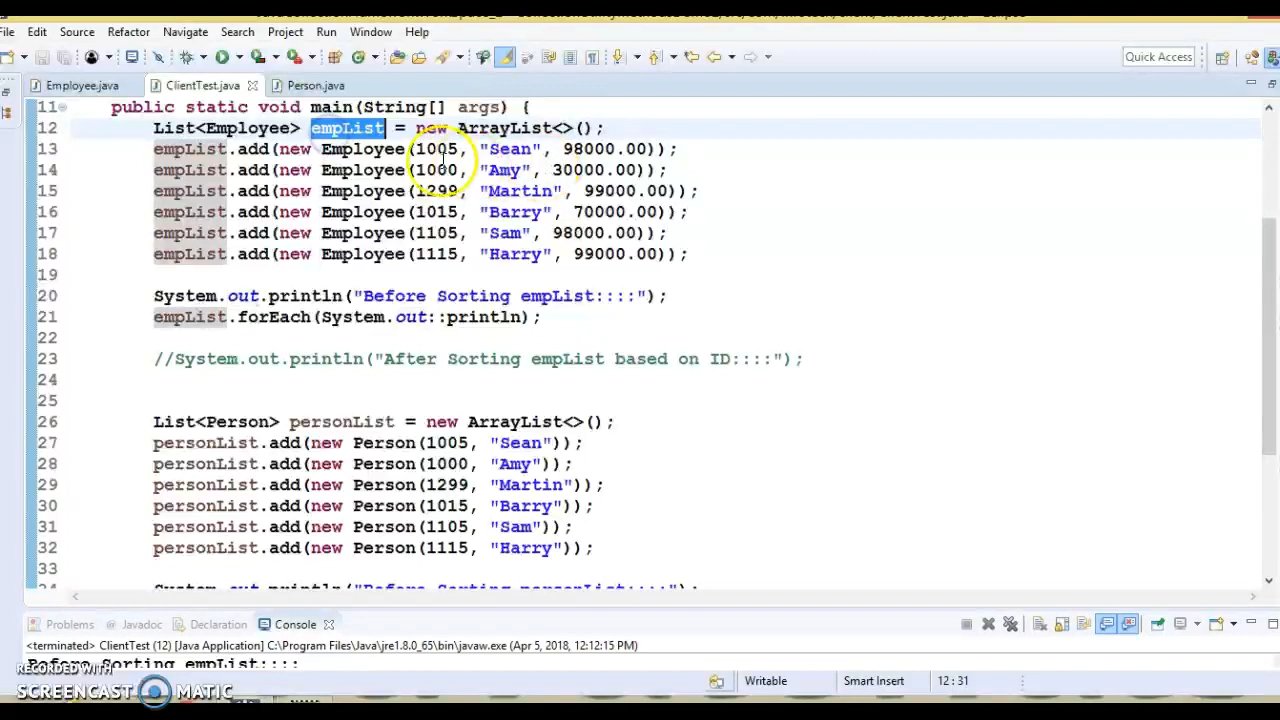 File Edit Source Refactor Navigate Search Project Run Window Help
Quick Access
Employee.java ClientTest.java Person.java
11 public static void main(String[] args) {
12 List<Employee> empList = new ArrayList<>();
13 empList.add(new Employee(1005, "Sean", 98000.00));
14 empList.add(new Employee(1000, "Amy", 30000.00));
15 empList.add(new Employee(1299, "Martin", 99000.00));
16 empList.add(new Employee(1015, "Barry", 70000.00));
17 empList.add(new Employee(1105, "Sam", 98000.00));
18 empList.add(new Employee(1115, "Harry", 99000.00));
19
20 System.out.println("Before Sorting empList::::");
21 empList.forEach(System.out::println);
22
23 //System.out.println("After Sorting empList based on ID::::");
24
25
26 List<Person> personList = new ArrayList<>();
27 personList.add(new Person(1005, "Sean"));
28 personList.add(new Person(1000, "Amy"));
29 personList.add(new Person(1299, "Martin"));
30 personList.add(new Person(1015, "Barry"));
31 personList.add(new Person(1105, "Sam"));
32 personList.add(new Person(1115, "Harry"));
33
34 System.out.println("Before Sorting personList::::");
Problems Javadoc Declaration Console
<terminated> ClientTest (12) [Java Application] C:\Program Files\Java\jre1.8.0_65\bin\javaw.exe (Apr 5, 2018, 12:12:15 PM)
Before Sorting empList::::
RECORDED WITH
SCREENCAST MATIC
Writable Smart Insert 12 : 31